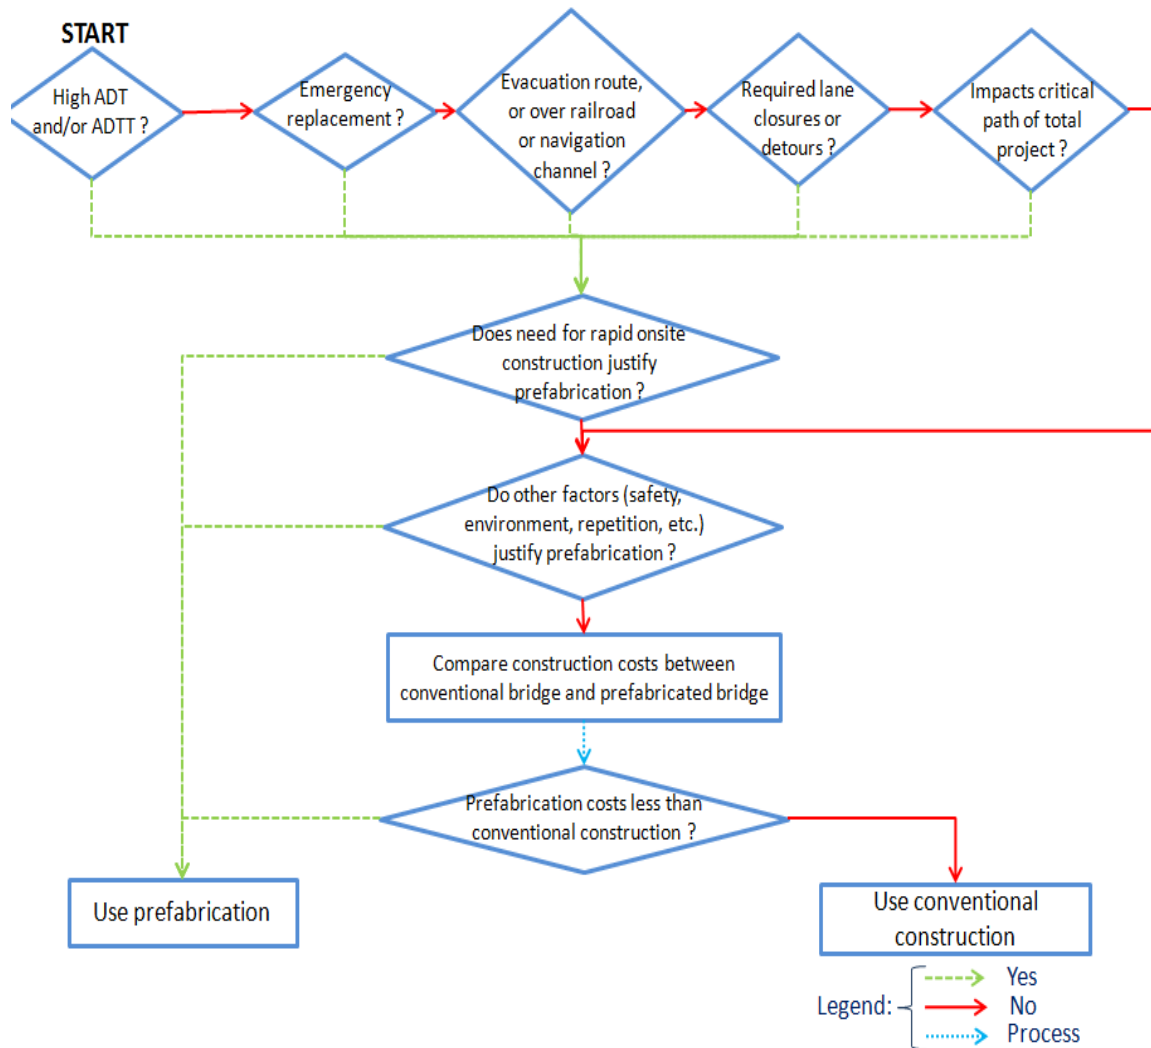 START
High ADT
and/or ADTT ?
Emergency
replacement ?
Evacuation route,
or over railroad
or navigation
channel ?
Required lane
closures or
detours ?
Impacts critical
path of total
project ?
Does need for rapid onsite
construction justify
prefabrication ?
Do other factors (safety,
environment, repetition, etc.)
justify prefabrication ?
Compare construction costs between
conventional bridge and prefabricated bridge
Prefabrication costs less than
conventional construction ?
Use prefabrication
Use conventional
construction
Legend:
Yes
No
Process